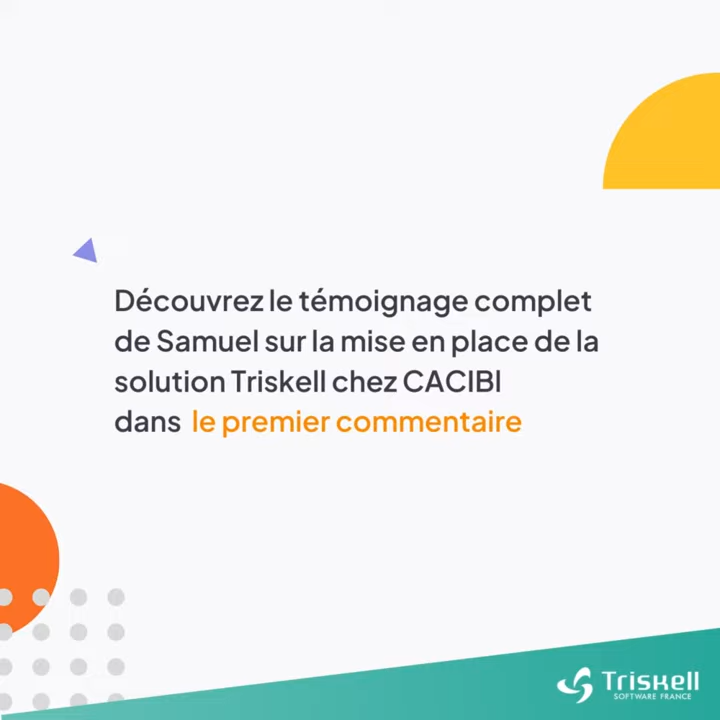 Découvrez le témoignage complet
de Samuel sur la mise en place de la
solution Triskell chez CACIBI
dans le premier commentaire
Triskell
SOFTWARE FRANCE